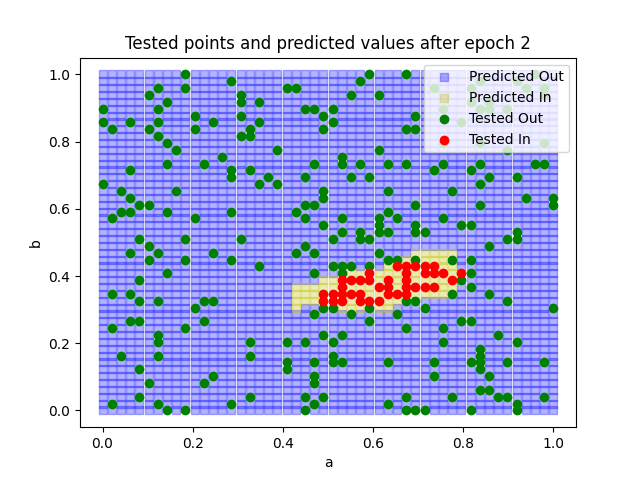 Tested points and predicted values after epoch 2
Predicted Out
Predicted In
Tested Out
Tested In
1.0
0.8
0.6
0.4
0.2
0.0
b
0.0 0.2 0.4 0.6 0.8 1.0
a